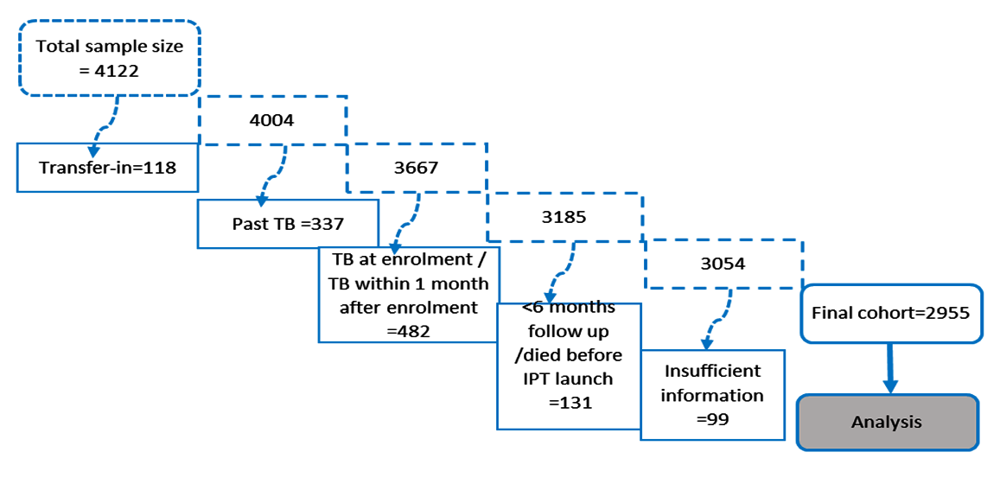 Total sample size
= 4122
4004
Transfer-in=118
3667
Past TB =337
3185
TB at enrolment /
TB within 1 month
after enrolment
=482
3054
<6 months
follow up
/died before
IPT launch
=131
Final cohort=2955
Insufficient
information
=99
Analysis